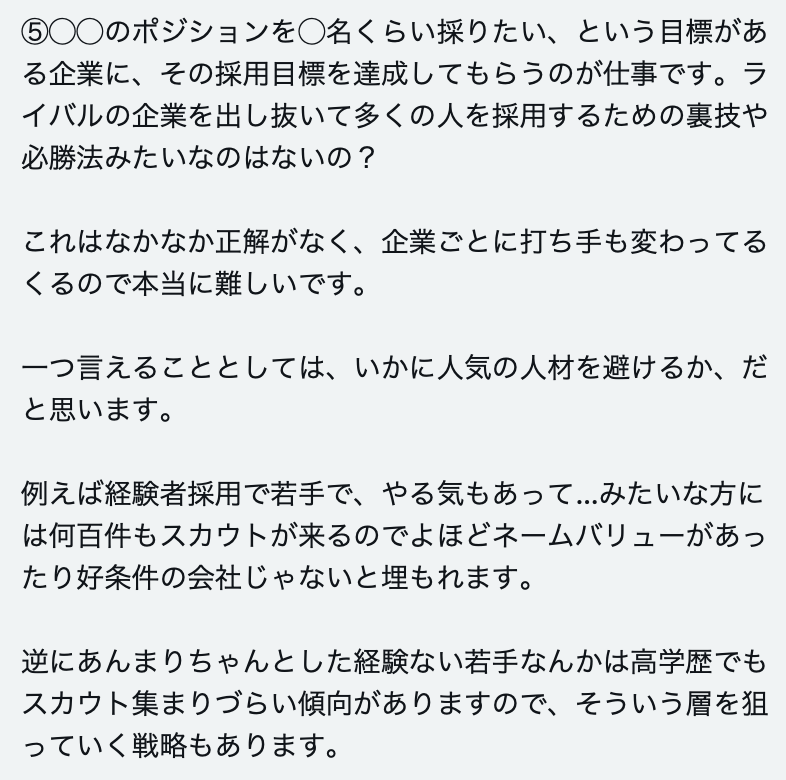 ⑤◯◯のポジションを◯名くらい採りたい、という目標があ
る企業に、その採用目標を達成してもらうのが仕事です。ラ
イバルの企業を出し抜いて多くの人を採用するための裏技や
必勝法みたいなのはないの？
これはなかなか正解がなく、企業ごとに打ち手も変わってる
くるので本当に難しいです。
一つ言えることとしては、いかに人気の人材を避けるか、だ
と思います。
例えば経験者採用で若手で、やる気もあって...みたいな方に
は何百件もスカウトが来るのでよほどネームバリューがあっ
たり好条件の会社じゃないと埋もれます。
逆にあんまりちゃんとした経験ない若手なんかは高学歴でも
スカウト集まりづらい傾向がありますので、そういう層を狙
っていく戦略もあります。